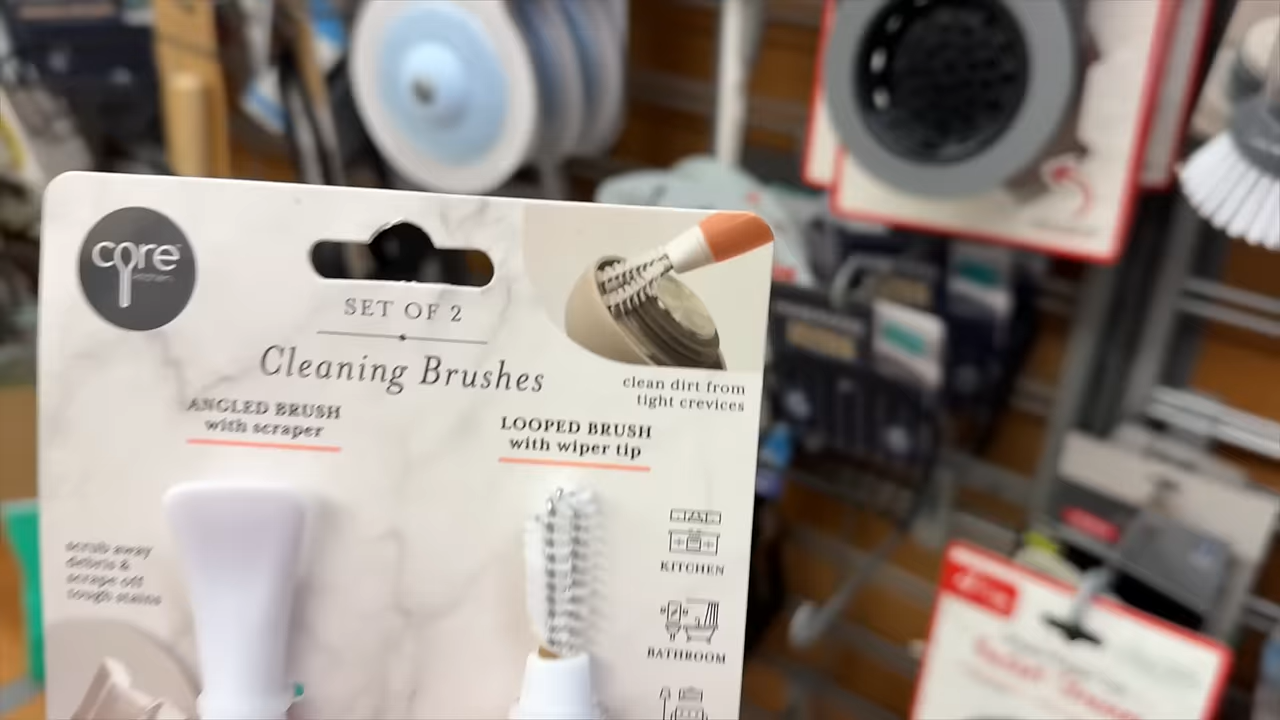 core
SET OF 2
Cleaning Brushes
clean dirt from
tight crevices
ANGLED BRUSH
with scraper
LOOPED BRUSH
with wiper tip
scrub away
debris &
scrape off
tough stains
KITCHEN
BATHROOM